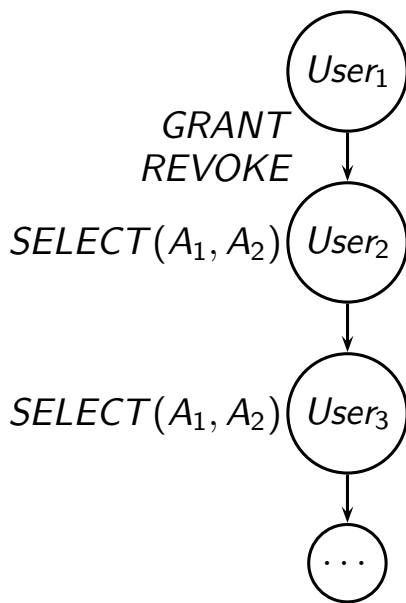 User₁
GRANT
REVOKE
SELECT(A₁, A₂) User₂
SELECT(A₁, A₂) User₃
···